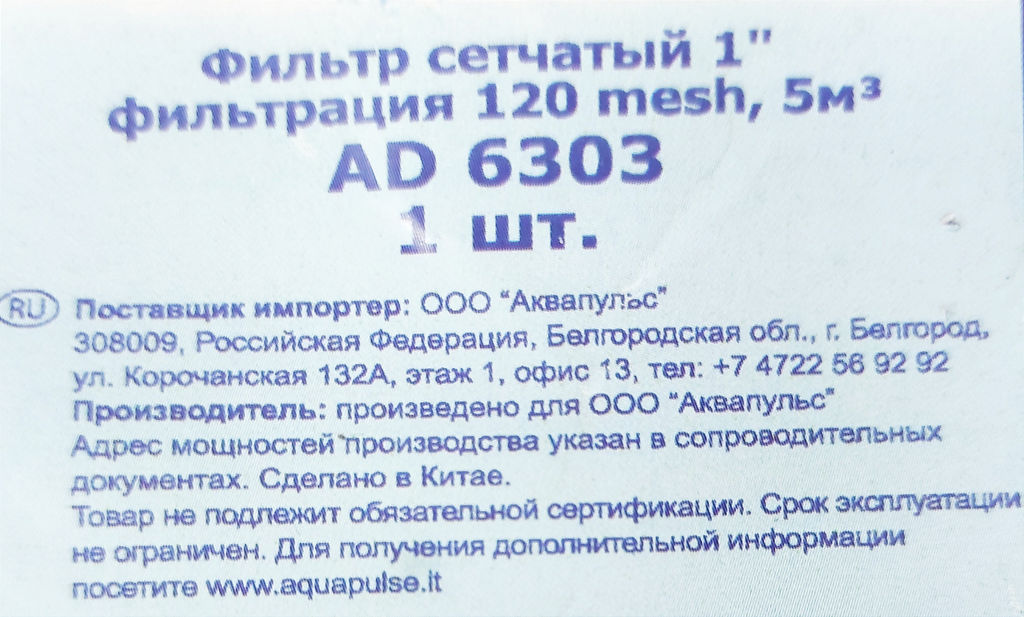 Фильтр сетчатый 1"
фильтрация 120 mesh, 5м³
AD 6303
1 шт.
RU Поставщик импортер: ООО "Аквапульс"
308009, Российская Федерация, Белгородская обл., г. Белгород,
ул. Корочанская 132А, этаж 1, офис 13, тел: +7 4722 56 92 92
Производитель: произведено для ООО "Аквапульс"
Адрес мощностей производства указан в сопроводительных
документах. Сделано в Китае.
Товар не подлежит обязательной сертификации. Срок эксплуатации
не ограничен. Для получения дополнительной информации
посетите www.aquapulse.it